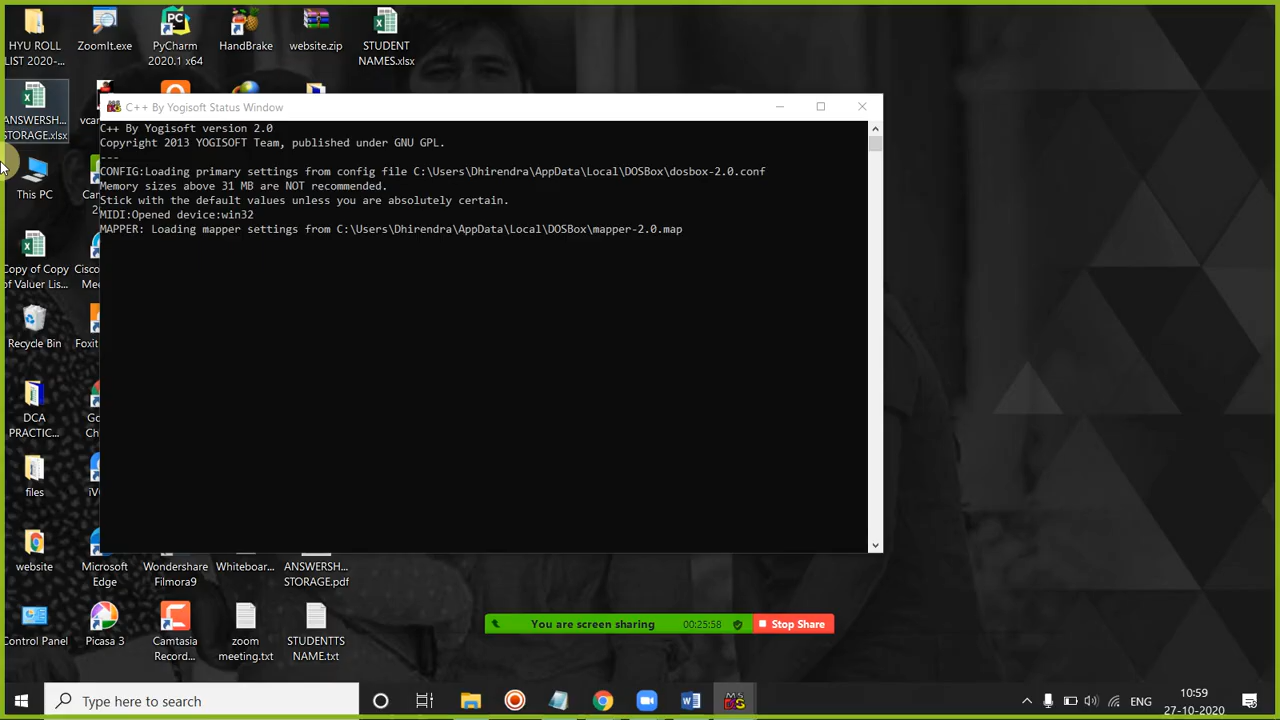 HYU ROLL
LIST 2020-...
ZoomIt.exe
PyCharm
2020.1 x64
HandBrake
website.zip
STUDENT
NAMES.xlsx
ANSWERSH...
STORAGE.xlsx
This PC
Copy of Copy
of Valuer Lis...
Recycle Bin
DCA
PRACTIC...
files
website
Control Panel
C++ By Yogisoft Status Window
C++ By Yogisoft version 2.0
Copyright 2013 YOGISOFT Team, published under GNU GPL.
---
CONFIG:Loading primary settings from config file C:\Users\Dhirendra\AppData\Local\DOSBox\dosbox-2.0.conf
Memory sizes above 31 MB are NOT recommended.
Stick with the default values unless you are absolutely certain.
MIDI:Opened device:win32
MAPPER: Loading mapper settings from C:\Users\Dhirendra\AppData\Local\DOSBox\mapper-2.0.map
Microsoft
Edge
Wondershare
Filmora9
Whiteboar...
ANSWERSH...
STORAGE.pdf
Picasa 3
Camtasia
Record...
zoom
meeting.txt
STUDENTTS
NAME.txt
You are screen sharing
00:25:58
Stop Share
Type here to search
ENG
10:59
27-10-2020